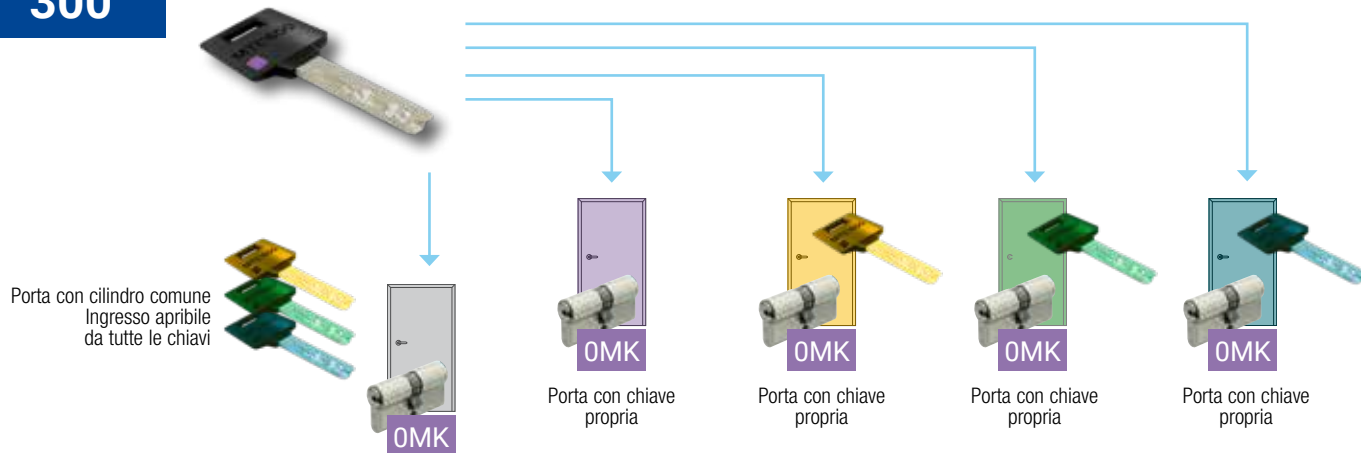 300
Porta con cilindro comune
Ingresso apribile
da tutte le chiavi
0MK
0MK
Porta con chiave
propria
0MK
Porta con chiave
propria
0MK
Porta con chiave
propria
0MK
Porta con chiave
propria